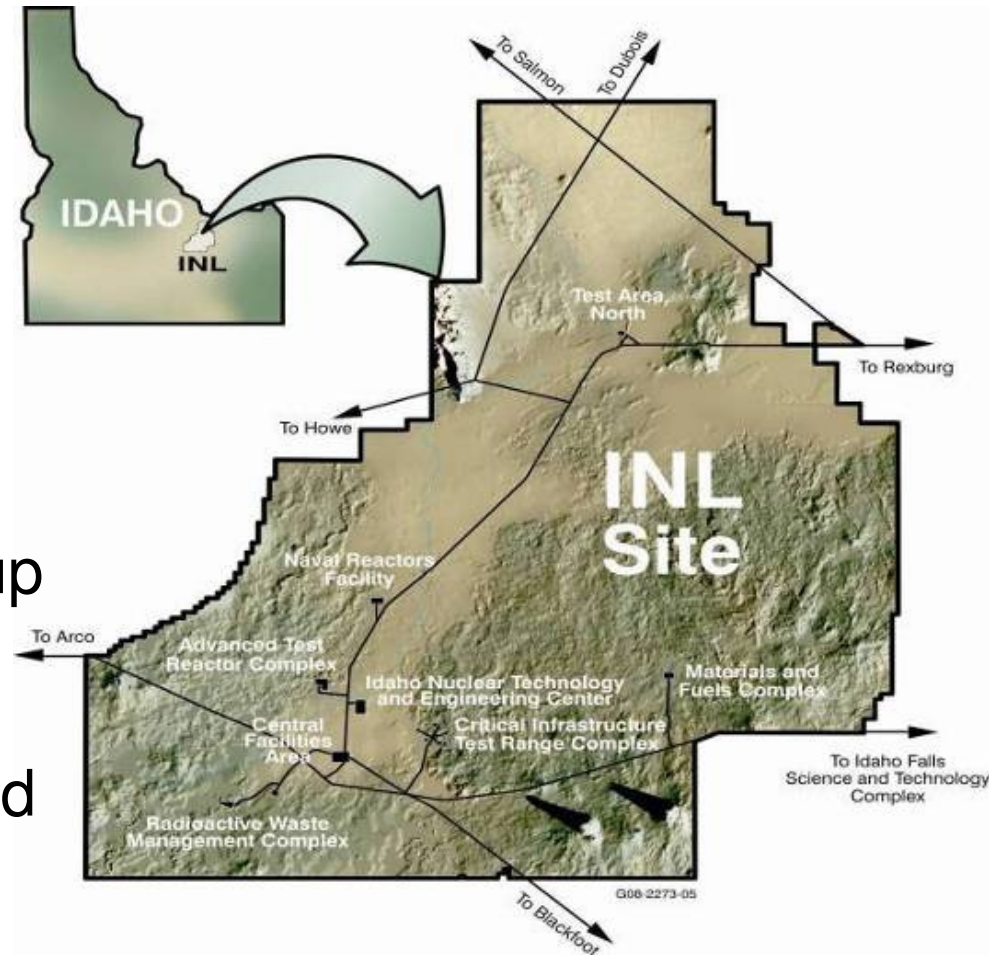 To Salmon
To Dubois
IDAHO
INL
Test Area,
North
To Rexburg
To Howe
INL
Site
up
Naval Reactors
Facility
To Arco
Advanced Test
Reactor Complex
Idaho Nuclear Technology
and Engineering Center
Materials and
Fuels Complex
Central
Facilities
Area
Critical Infrastructure
Test Range Complex
To Idaho Falls
Science and Technology
Complex
d
Radioactive Waste
Management Complex
G08-2273-05
To Blackfoot